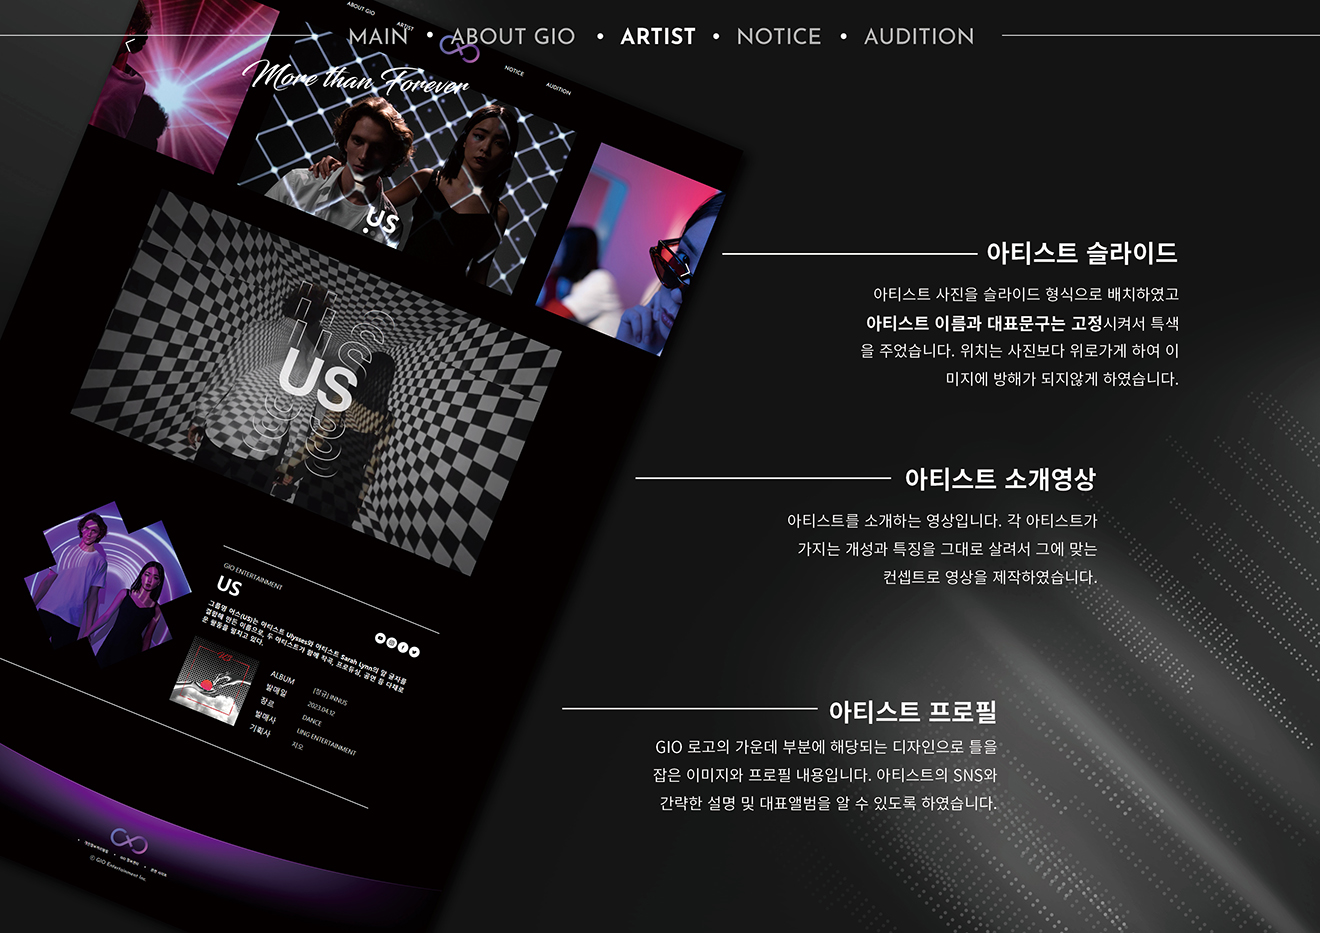 MAIN • ABOUT GIO • ARTIST • NOTICE • AUDITION
ABOUT GIO
ARTIST
NOTICE
AUDITION
More than Forever
US
US
GIO ENTERTAINMENT
US
그룹명 어스(US)는 아티스트 Ulysses와 아티스트 Sarah Lynn의 앞 글자를
결합해 만든 이름으로, 두 아티스트가 함께 작곡, 프로듀싱, 공연 등 다채로
운 활동을 펼치고 있다.
ALBUM [정규] INNUS
발매일 2023.04.12
장르 DANCE
발매사 LING ENTERTAINMENT
기획사 지오
ⓒ GIO Entertainment Inc.
아티스트 슬라이드
아티스트 사진을 슬라이드 형식으로 배치하였고
아티스트 이름과 대표문구는 고정시켜서 특색
을 주었습니다. 위치는 사진보다 위로가게 하여 이
미지에 방해가 되지않게 하였습니다.
아티스트 소개영상
아티스트를 소개하는 영상입니다. 각 아티스트가
가지는 개성과 특징을 그대로 살려서 그에 맞는
컨셉트로 영상을 제작하였습니다.
아티스트 프로필
GIO 로고의 가운데 부분에 해당되는 디자인으로 틀을
잡은 이미지와 프로필 내용입니다. 아티스트의 SNS와
간략한 설명 및 대표앨범을 알 수 있도록 하였습니다.